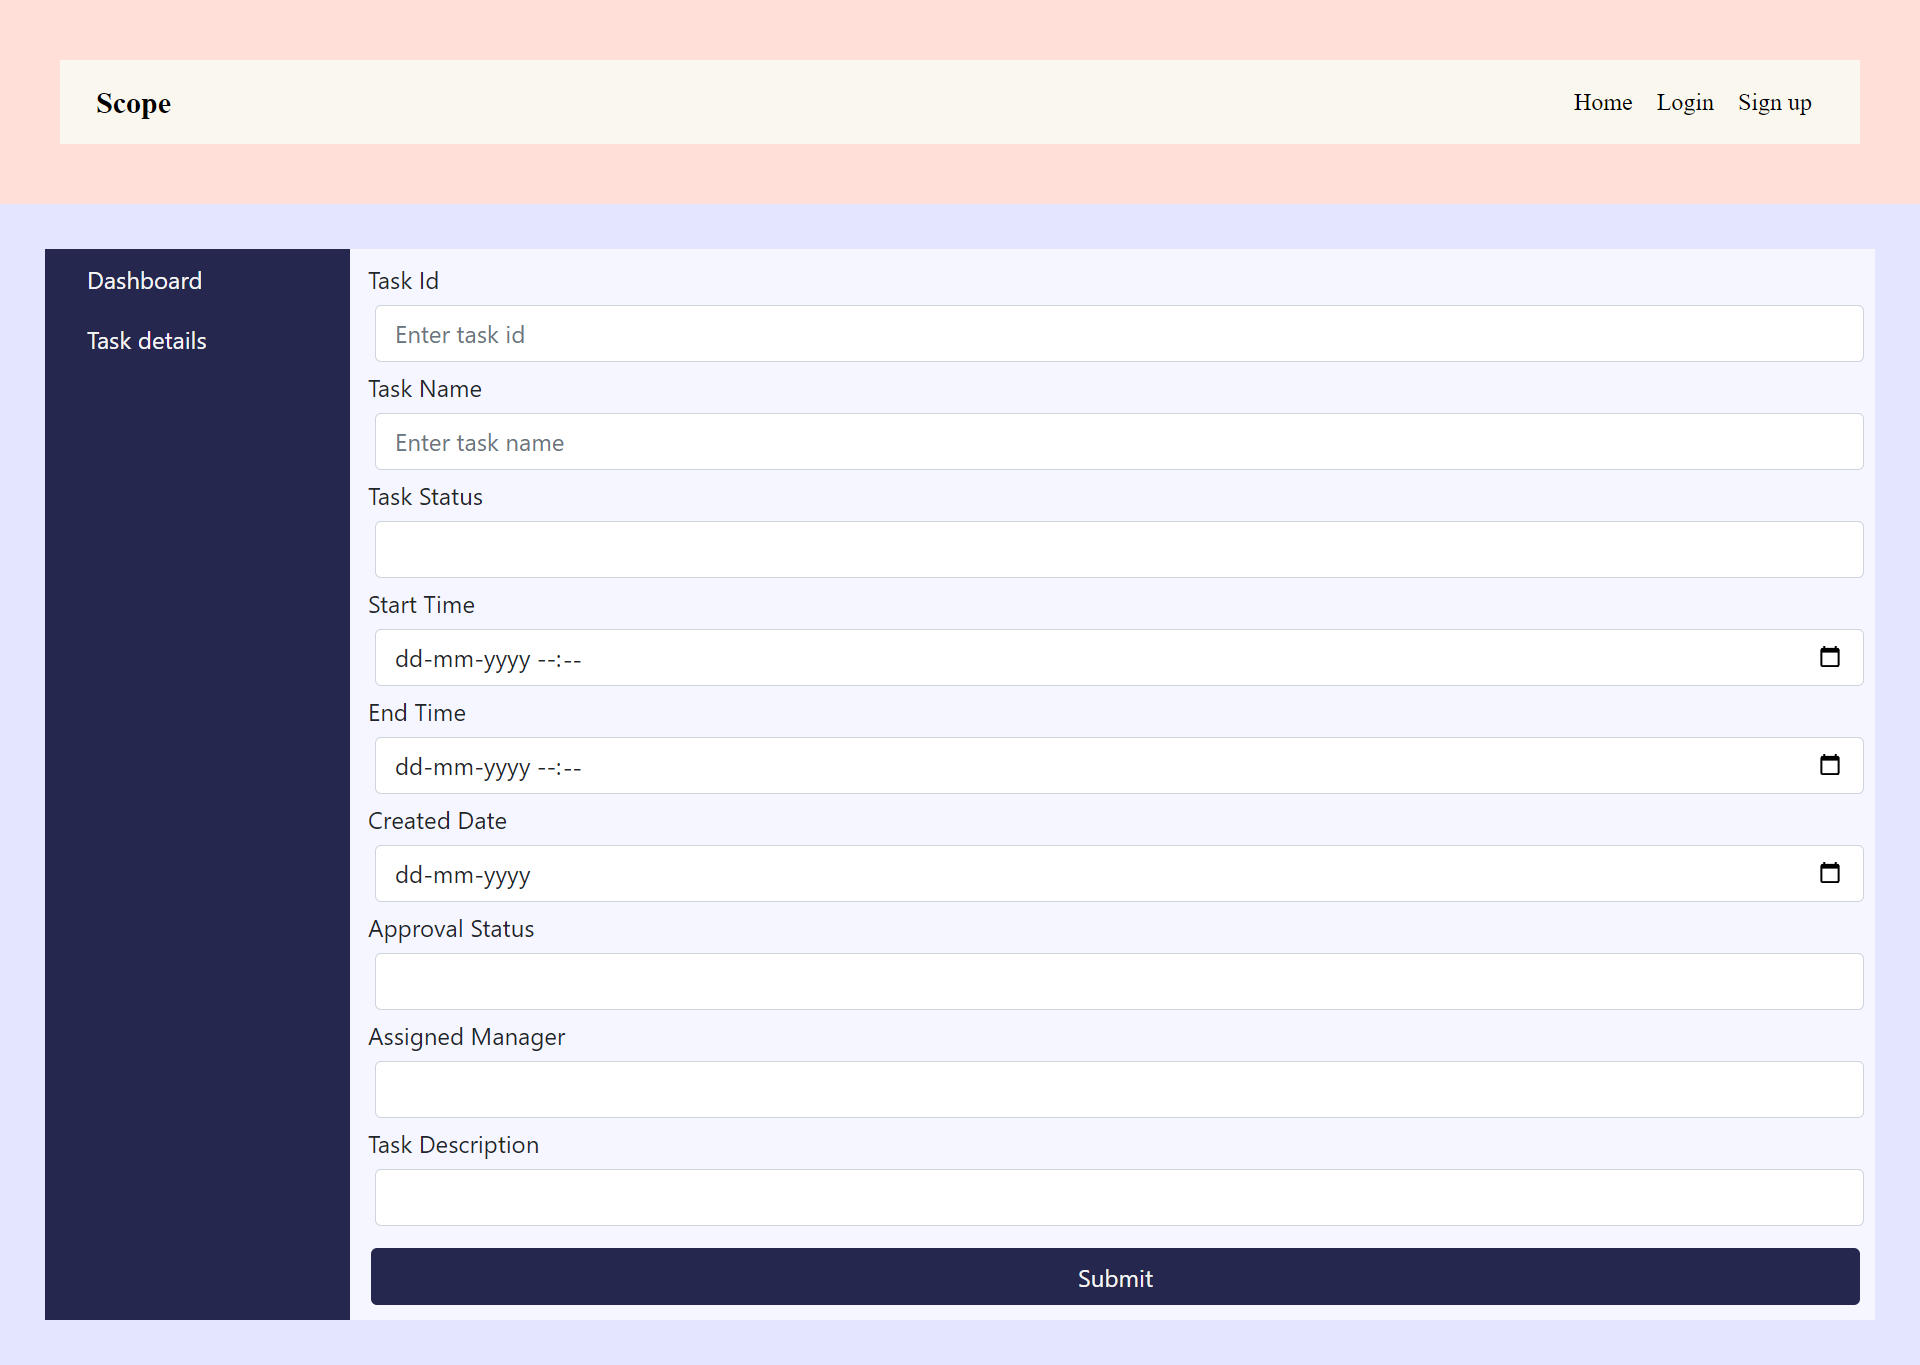 Scope
Home Login Sign up
Dashboard
Task details
Task Id
Enter task id
Task Name
Enter task name
Task Status
Start Time
dd-mm-yyyy --:--
End Time
dd-mm-yyyy --:--
Created Date
dd-mm-yyyy
Approval Status
Assigned Manager
Task Description
Submit